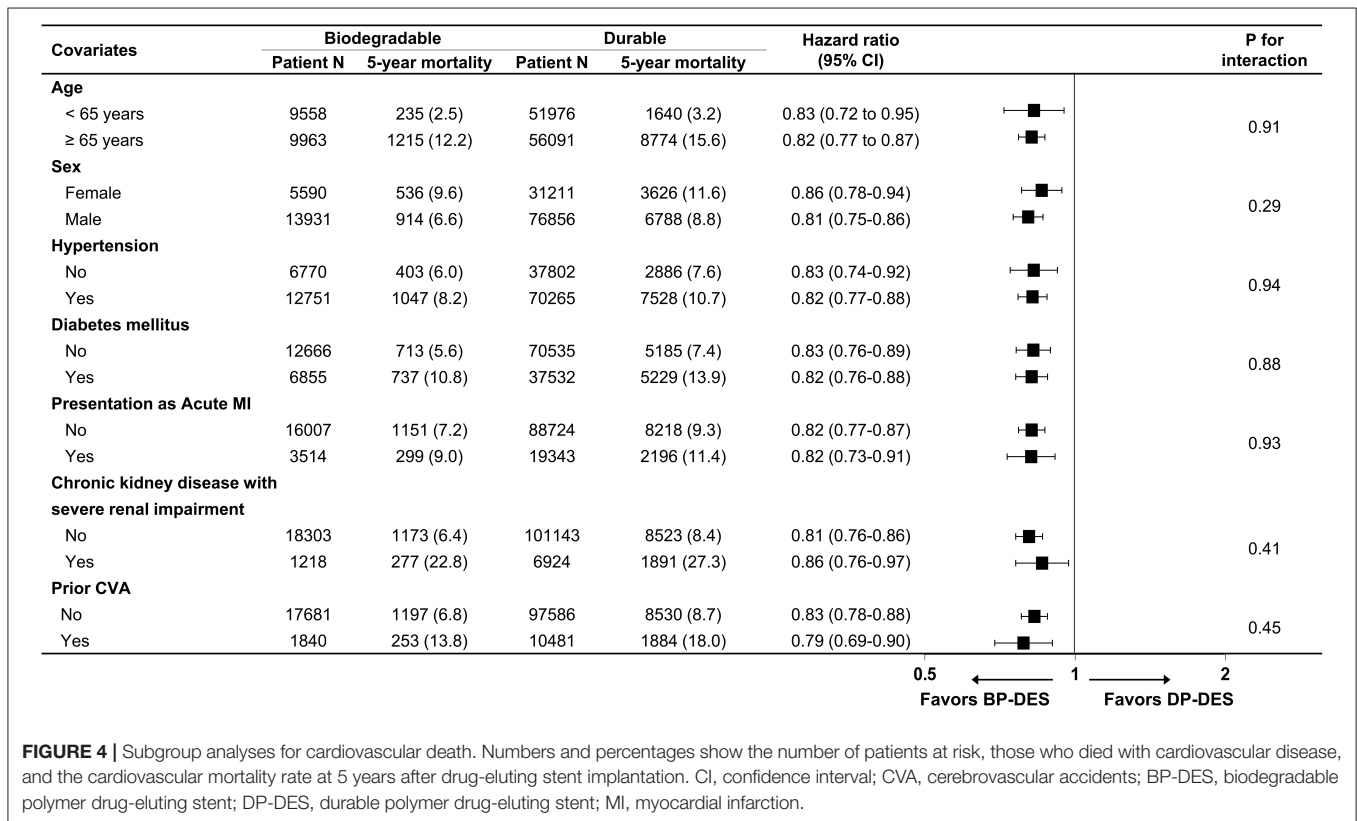 Covariates Biodegradable Durable Hazard ratio (95% CI) P for interaction
Patient N 5-year mortality Patient N 5-year mortality
Age
< 65 years 9558 235 (2.5) 51976 1640 (3.2) 0.83 (0.72 to 0.95)
0.91
≥ 65 years 9963 1215 (12.2) 56091 8774 (15.6) 0.82 (0.77 to 0.87)
Sex
Female 5590 536 (9.6) 31211 3626 (11.6) 0.86 (0.78-0.94)
0.29
Male 13931 914 (6.6) 76856 6788 (8.8) 0.81 (0.75-0.86)
Hypertension
No 6770 403 (6.0) 37802 2886 (7.6) 0.83 (0.74-0.92)
0.94
Yes 12751 1047 (8.2) 70265 7528 (10.7) 0.82 (0.77-0.88)
Diabetes mellitus
No 12666 713 (5.6) 70535 5185 (7.4) 0.83 (0.76-0.89)
0.88
Yes 6855 737 (10.8) 37532 5229 (13.9) 0.82 (0.76-0.88)
Presentation as Acute MI
No 16007 1151 (7.2) 88724 8218 (9.3) 0.82 (0.77-0.87)
0.93
Yes 3514 299 (9.0) 19343 2196 (11.4) 0.82 (0.73-0.91)
Chronic kidney disease with
severe renal impairment
No 18303 1173 (6.4) 101143 8523 (8.4) 0.81 (0.76-0.86)
0.41
Yes 1218 277 (22.8) 6924 1891 (27.3) 0.86 (0.76-0.97)
Prior CVA
No 17681 1197 (6.8) 97586 8530 (8.7) 0.83 (0.78-0.88)
0.45
Yes 1840 253 (13.8) 10481 1884 (18.0) 0.79 (0.69-0.90)
0.5 1 2
Favors BP-DES Favors DP-DES
FIGURE 4 | Subgroup analyses for cardiovascular death. Numbers and percentages show the number of patients at risk, those who died with cardiovascular disease,
and the cardiovascular mortality rate at 5 years after drug-eluting stent implantation. CI, confidence interval; CVA, cerebrovascular accidents; BP-DES, biodegradable
polymer drug-eluting stent; DP-DES, durable polymer drug-eluting stent; MI, myocardial infarction.